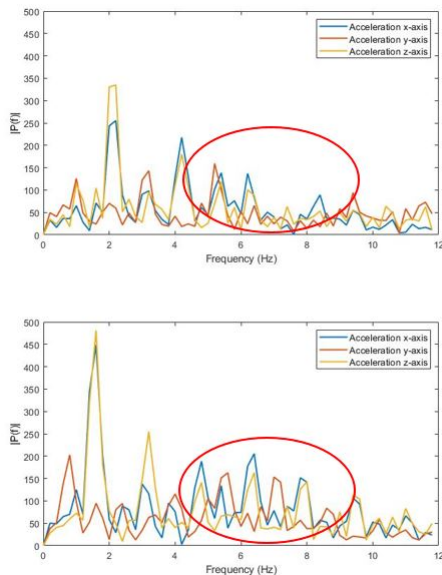 500
450
400
350
300
250
200
150
100
50
0
|P(f)|
Acceleration x-axis
Acceleration y-axis
Acceleration z-axis
0 2 4 6 8 10 12
Frequency (Hz)
500
450
400
350
300
250
200
150
100
50
0
|P(f)|
Acceleration x-axis
Acceleration y-axis
Acceleration z-axis
0 2 4 6 8 10 12
Frequency (Hz)